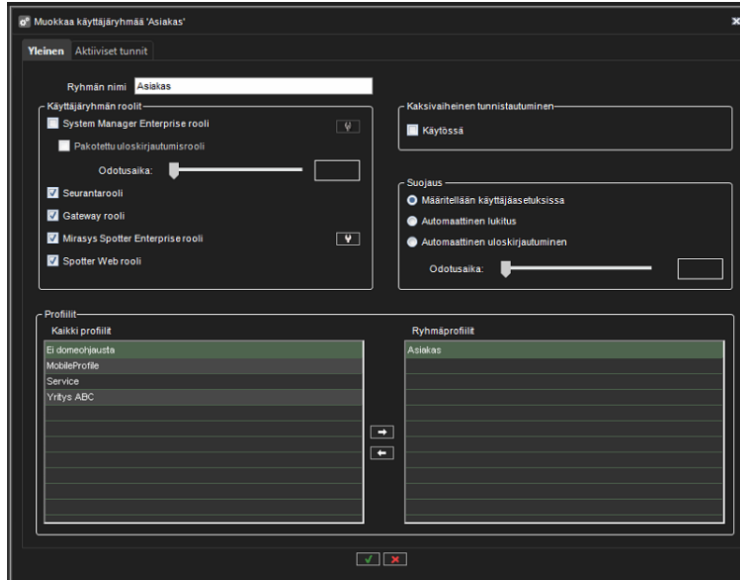 Muokkaa käyttäjäryhmää 'Asiakas'
Yleinen Aktiiviset tunnit
Ryhmän nimi Asiakas
Käyttäjäryhmän roolit
System Manager Enterprise rooli
Pakotettu uloskirjautumisrooli
Odotusaika:
Seurantarooli
Gateway rooli
Mirasys Spotter Enterprise rooli
Spotter Web rooli
Kaksivaiheinen tunnistautuminen
Käytössä
Suojaus
Määritellään käyttäjäasetuksissa
Automaattinen lukitus
Automaattinen uloskirjautuminen
Odotusaika:
Profiilit
Kaikki profiilit
Ei domeohjausta
MobileProfile
Service
Yritys ABC
Ryhmäprofiilit
Asiakas